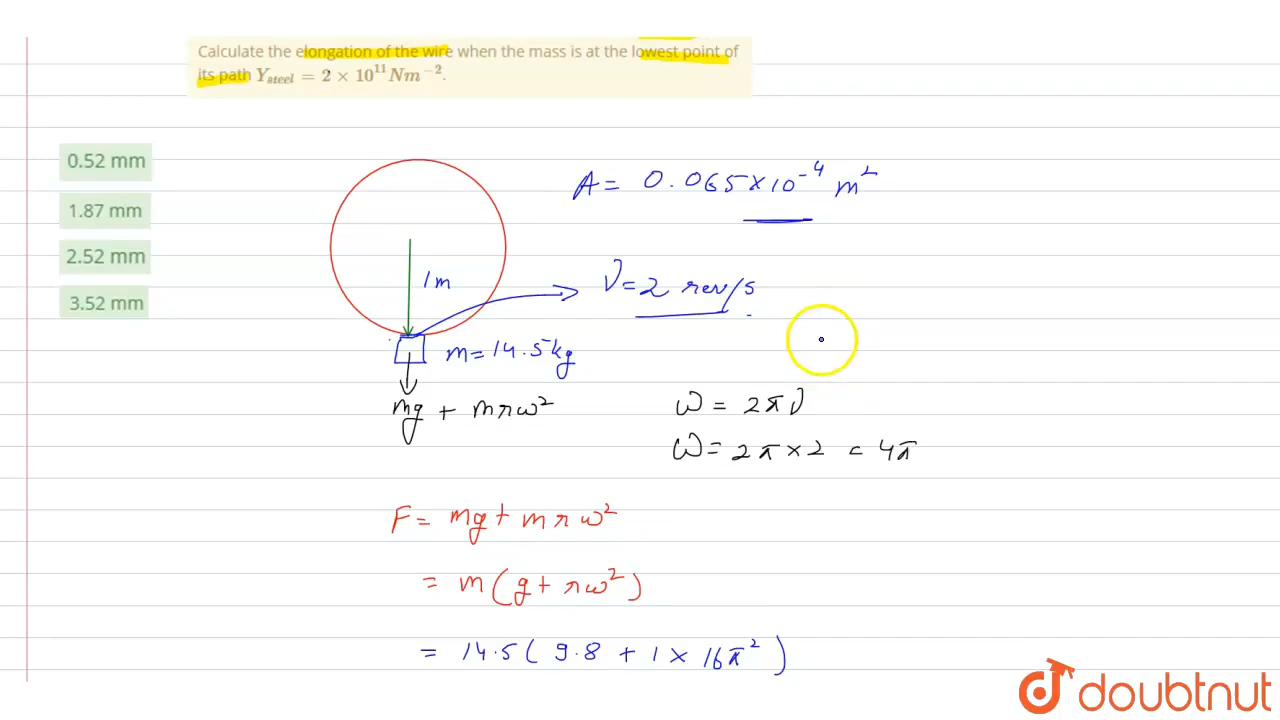 Calculate the elongation of the wire when the mass is at the lowest point of
its path Y_steel = 2 × 10^11 Nm^−2.
0.52 mm
1.87 mm
2.52 mm
3.52 mm
A = 0.065×10^-4 m^2
1m
ν = 2 rev/s
m = 14.5kg
mg + mrω^2
ω = 2πν
ω = 2π×2 = 4π
F = mg + mrω^2
= m(g + rω^2)
= 14.5( 9.8 + 1 × 16π^2 )
doubtnut